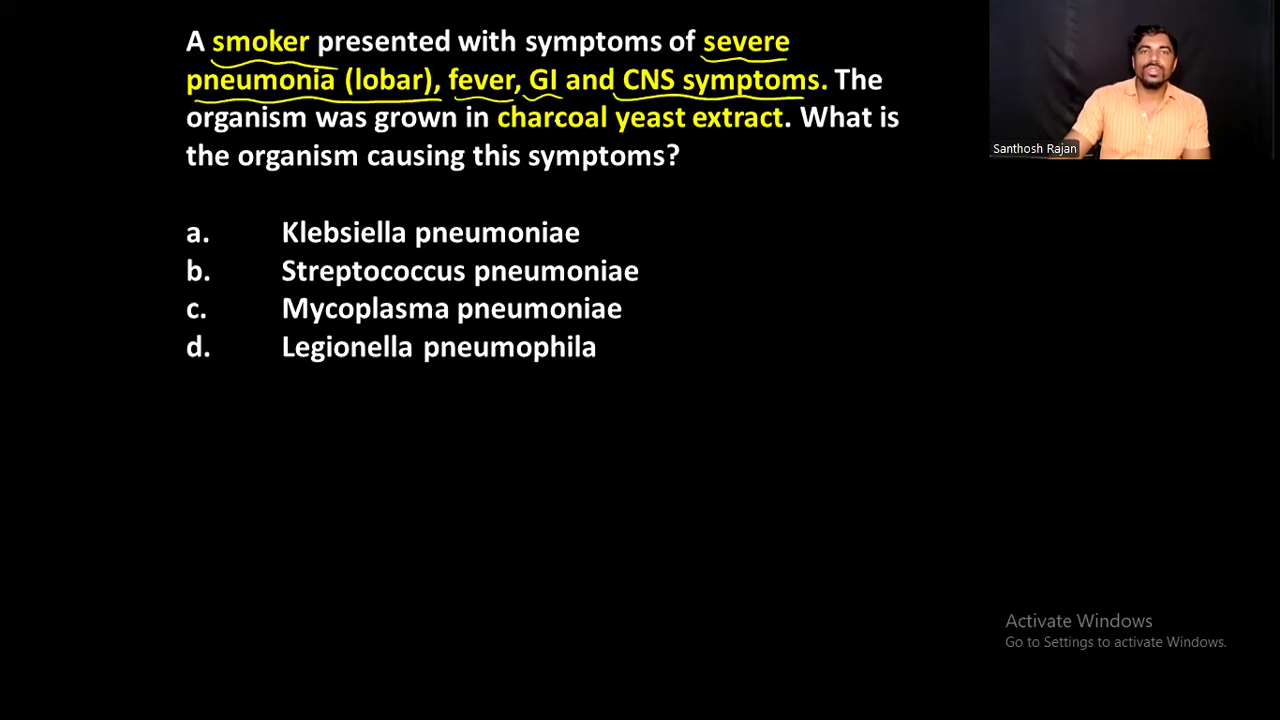 A smoker presented with symptoms of severe
pneumonia (lobar), fever, GI and CNS symptoms. The
organism was grown in charcoal yeast extract. What is
the organism causing this symptoms?
a. Klebsiella pneumoniae
b. Streptococcus pneumoniae
c. Mycoplasma pneumoniae
d. Legionella pneumophila
Santhosh Rajan
Activate Windows
Go to Settings to activate Windows.